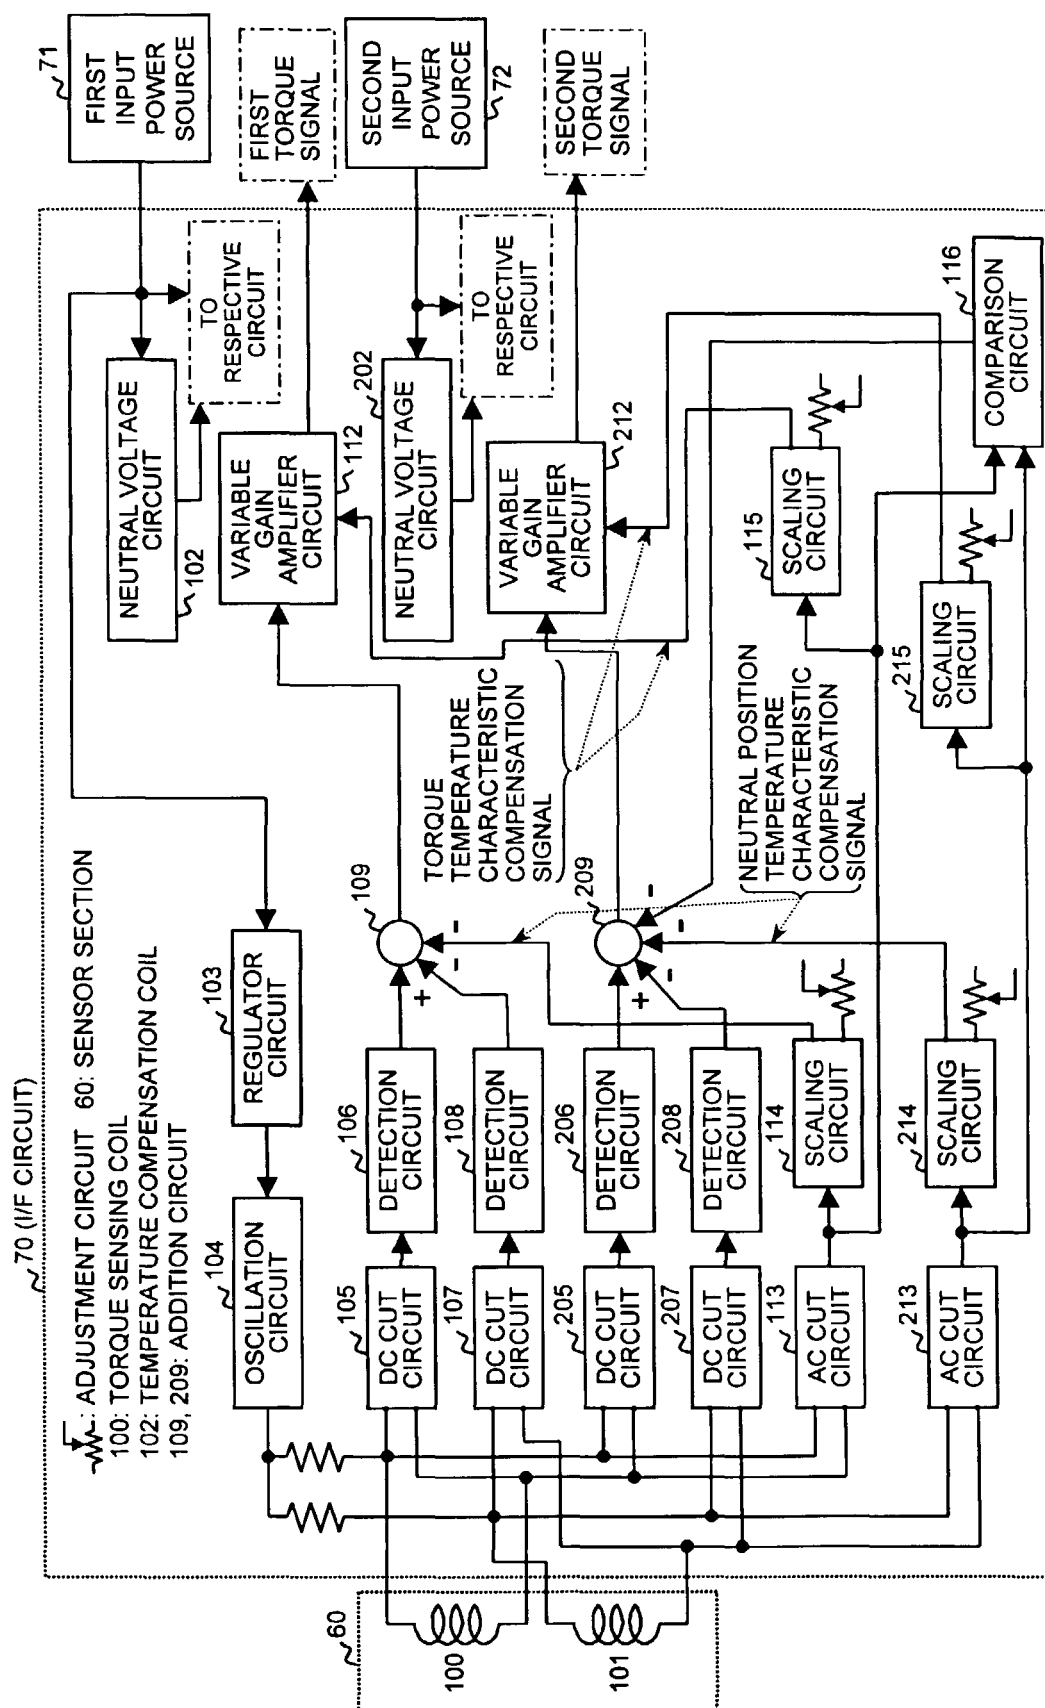 70 (I/F CIRCUIT)
: ADJUSTMENT CIRCUIT 60: SENSOR SECTION
100: TORQUE SENSING COIL
102: TEMPERATURE COMPENSATION COIL
109, 209: ADDITION CIRCUIT
71
FIRST
INPUT
POWER
SOURCE
FIRST
TORQUE
SIGNAL
SECOND
INPUT
POWER
SOURCE
72
SECOND
TORQUE
SIGNAL
NEUTRAL VOLTAGE
CIRCUIT
102
TO
RESPECTIVE
CIRCUIT
VARIABLE
GAIN
AMPLIFIER
CIRCUIT
112
202
NEUTRAL VOLTAGE
CIRCUIT
TO
RESPECTIVE
CIRCUIT
VARIABLE
GAIN
AMPLIFIER
CIRCUIT
212
115
SCALING
CIRCUIT
215
SCALING
CIRCUIT
116
COMPARISON
CIRCUIT
TORQUE
TEMPERATURE
CHARACTERISTIC
COMPENSATION
SIGNAL
NEUTRAL POSITION
TEMPERATURE
CHARACTERISTIC
COMPENSATION
SIGNAL
103
REGULATOR
CIRCUIT
104
OSCILLATION
CIRCUIT
109
+
-
-
209
+
-
-
-
106
DETECTION
CIRCUIT
108
DETECTION
CIRCUIT
206
DETECTION
CIRCUIT
208
DETECTION
CIRCUIT
114
SCALING
CIRCUIT
214
SCALING
CIRCUIT
105
DC CUT
CIRCUIT
107
DC CUT
CIRCUIT
205
DC CUT
CIRCUIT
207
DC CUT
CIRCUIT
113
AC CUT
CIRCUIT
213
AC CUT
CIRCUIT
60
100
101